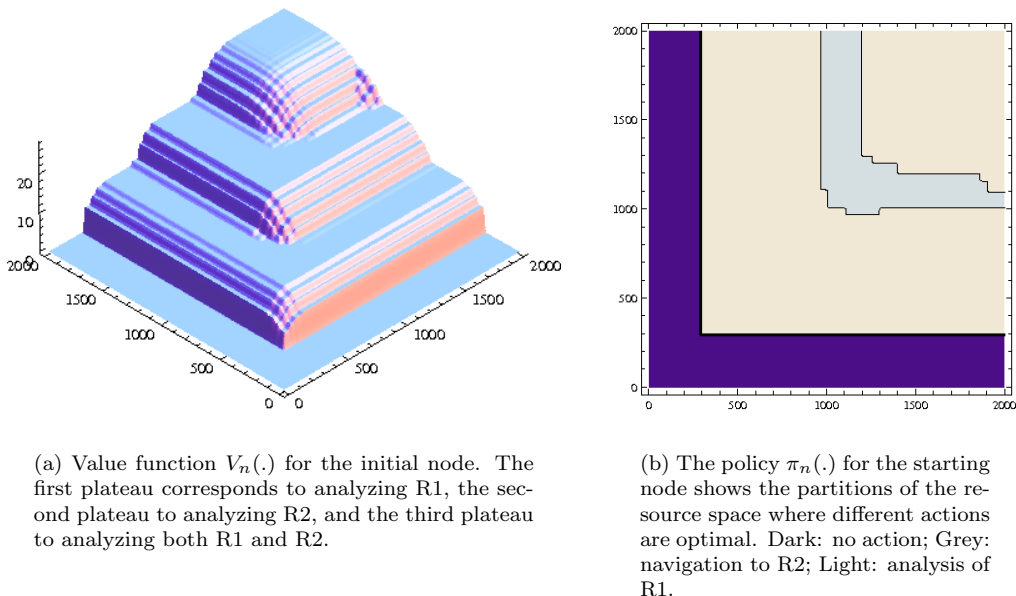 20
10
0
2000
1500
1000
500
0
0
500
1000
1500
2000
2000
1500
1000
500
0
0
500
1000
1500
2000
(a) Value function Vn(.) for the initial node. The
first plateau corresponds to analyzing R1, the sec-
ond plateau to analyzing R2, and the third plateau
to analyzing both R1 and R2.
(b) The policy πn(.) for the starting
node shows the partitions of the re-
source space where different actions
are optimal. Dark: no action; Grey:
navigation to R2; Light: analysis of
R1.